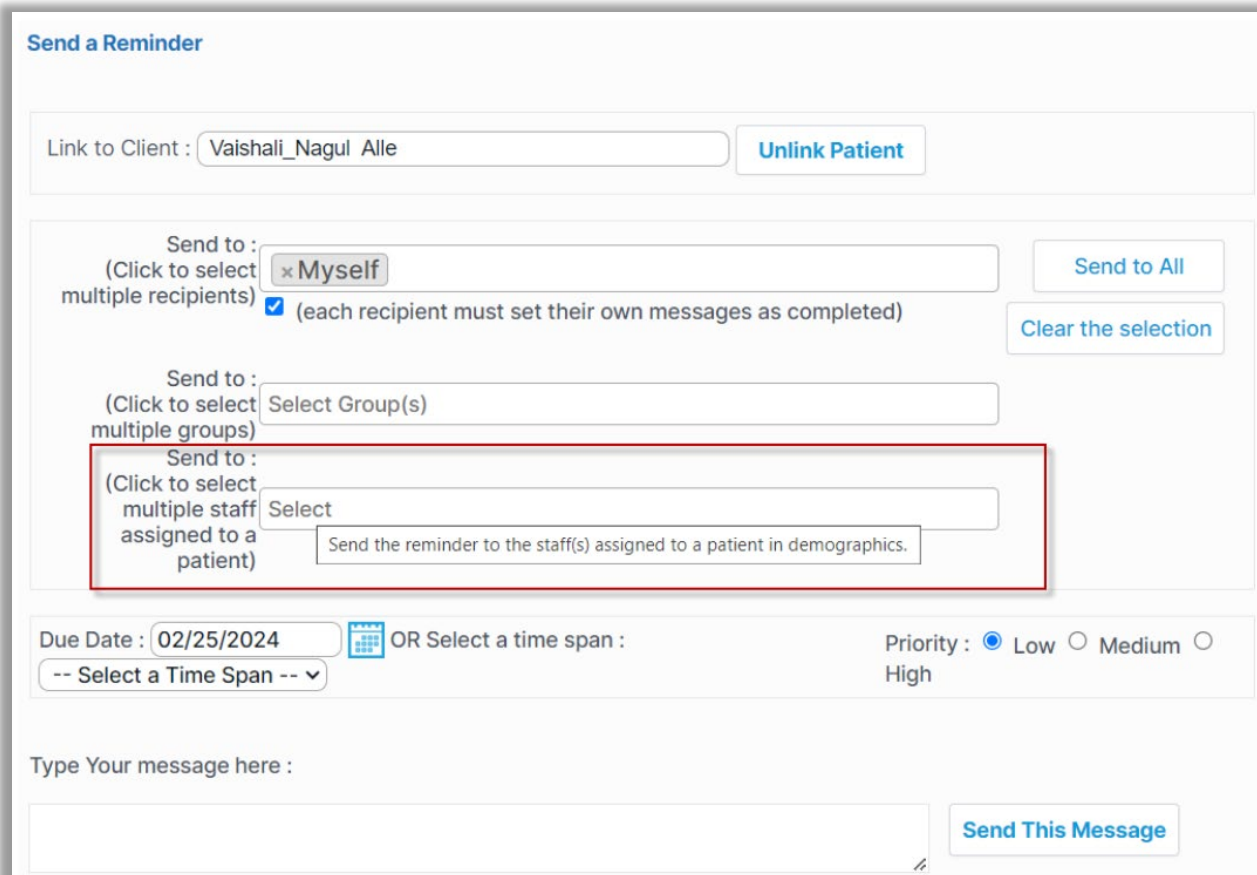 Send a Reminder
Link to Client : Vaishali_Nagul Alle Unlink Patient
Send to :
(Click to select
multiple recipients)
×Myself
Send to All
(each recipient must set their own messages as completed)
Clear the selection
Send to :
(Click to select
multiple groups)
Select Group(s)
Send to :
(Click to select
multiple staff
assigned to a
patient)
Select
Send the reminder to the staff(s) assigned to a patient in demographics.
Due Date : 02/25/2024 OR Select a time span :
-- Select a Time Span --
Priority : Low Medium
High
Type Your message here :
Send This Message